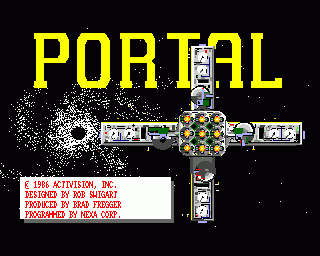 PORTAL
© 1986 ACTIVISION, INC.
DESIGNED BY ROB SWIGART
PRODUCED BY BRAD FREGGER
PROGRAMMED BY NEXA CORP.